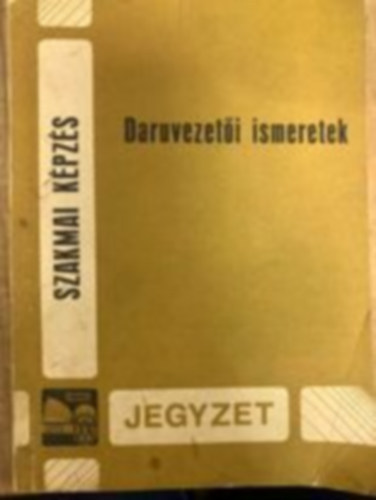 SZAKMAI KÉPZÉS
Daruvezetői ismeretek
JEGYZET